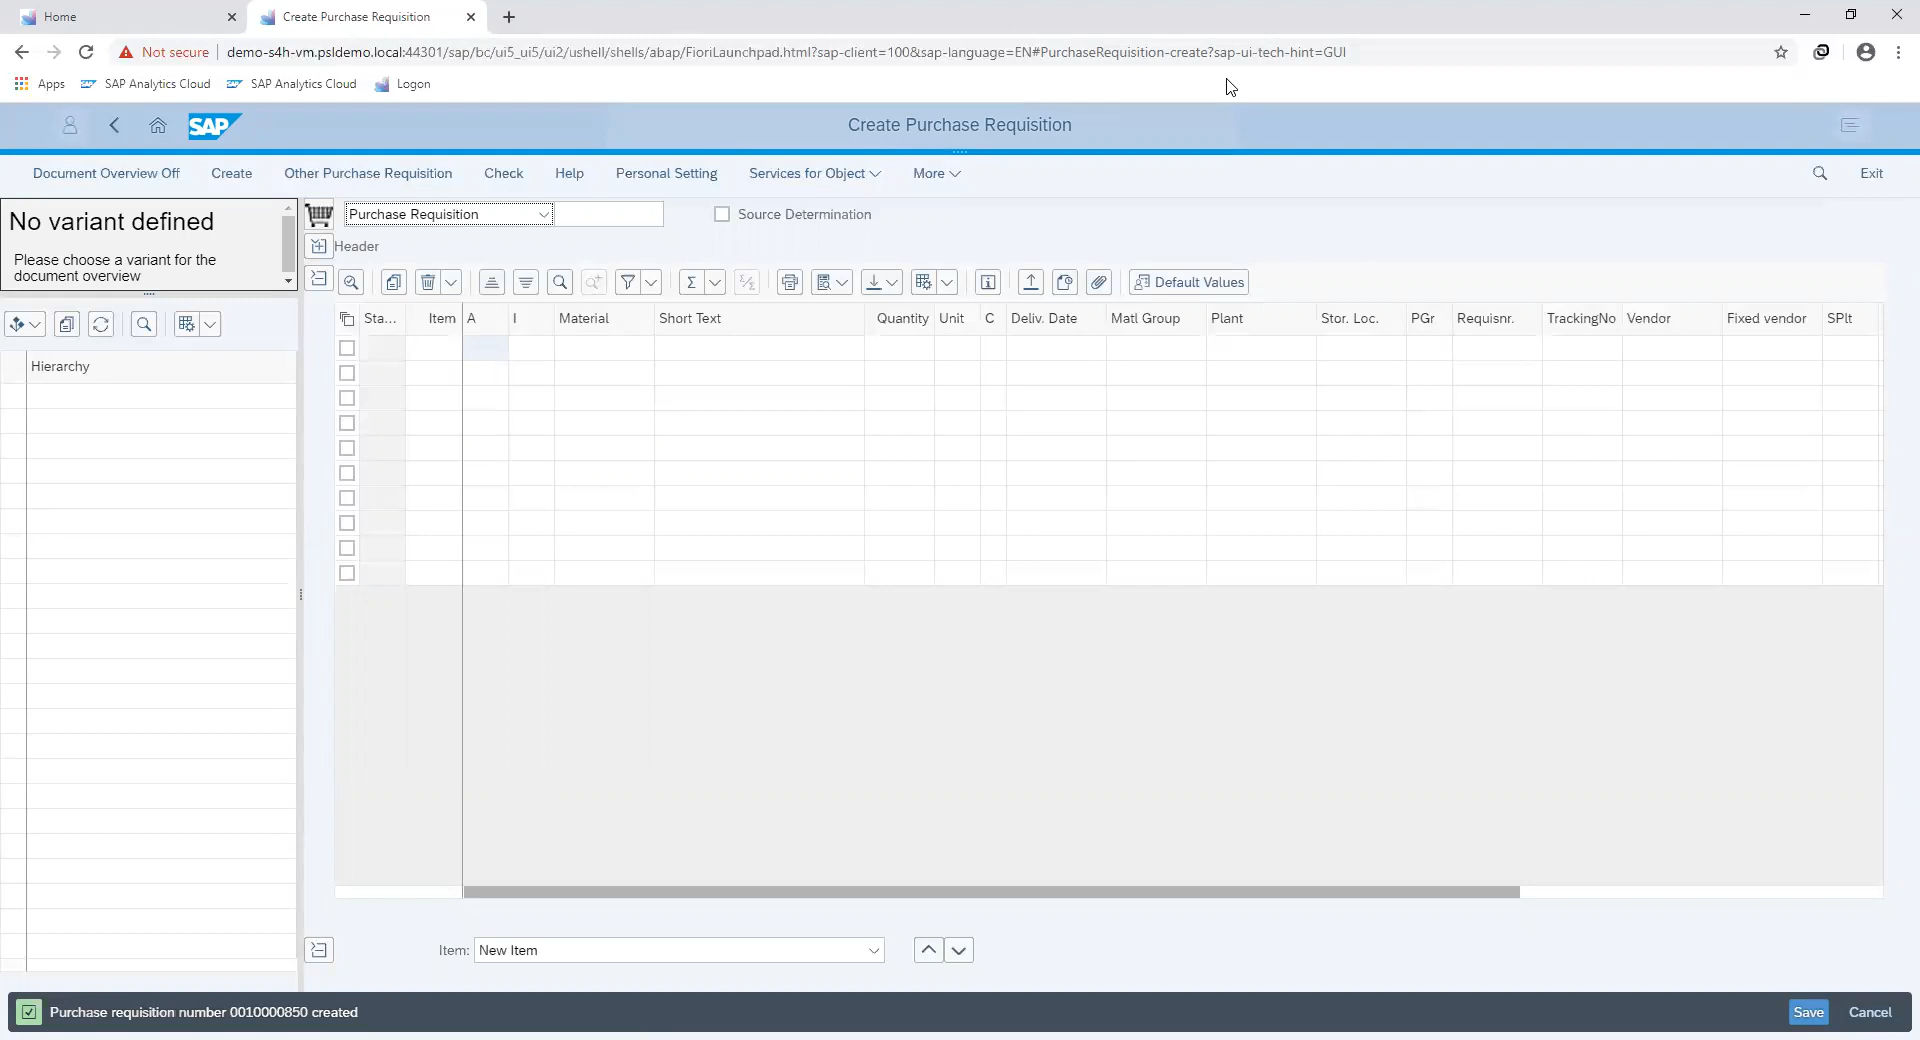 Home
Create Purchase Requisition
Not secure
demo-s4h-vm.psldemo.local:44301/sap/bc/ui5_ui5/ui2/ushell/shells/abap/FioriLaunchpad.html?sap-client=100&sap-language=EN#PurchaseRequisition-create?sap-ui-tech-hint=GUI
Apps SAP Analytics Cloud SAP Analytics Cloud Logon
SAP Create Purchase Requisition
Document Overview Off Create Other Purchase Requisition Check Help Personal Setting Services for Object More Exit
No variant defined
Please choose a variant for the
document overview
Purchase Requisition Source Determination
Header
Default Values
Sta... Item A I Material Short Text Quantity Unit C Deliv. Date Matl Group Plant Stor. Loc. PGr Requisnr. TrackingNo Vendor Fixed vendor SPlt
Hierarchy
Item: New Item
Purchase requisition number 0010000850 created Save Cancel